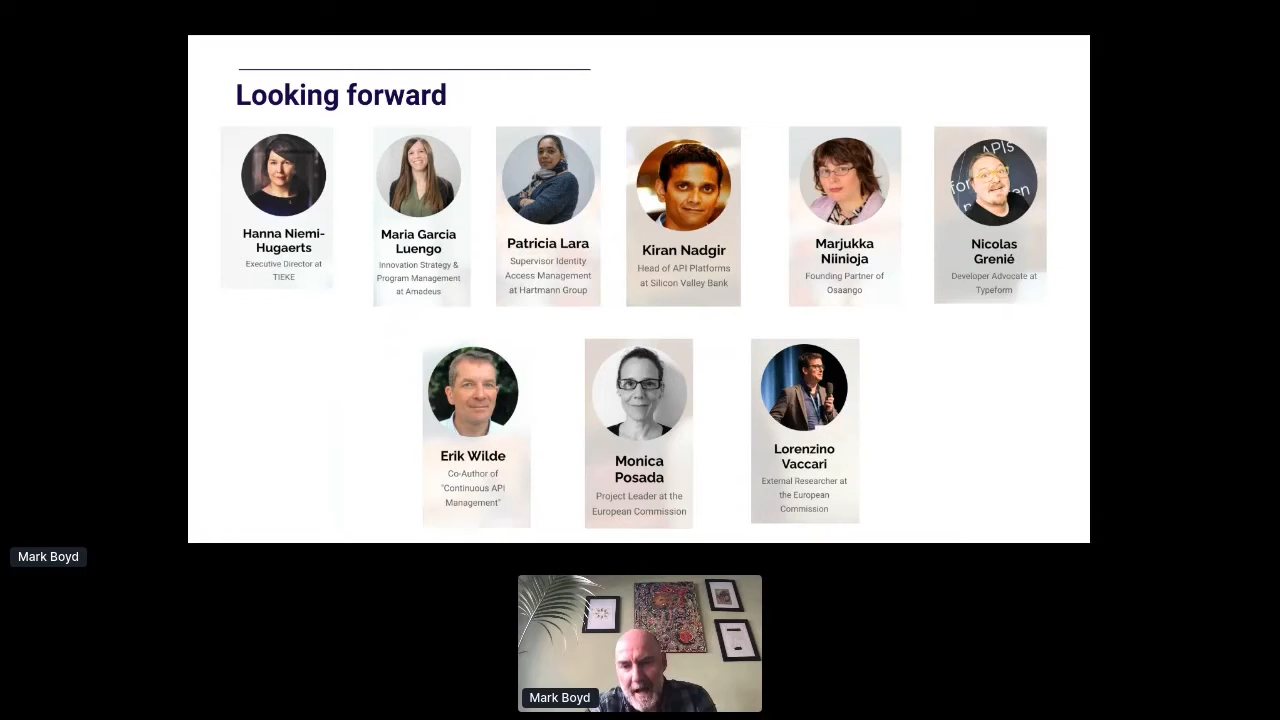 Looking forward
Hanna Niemi-
Hugaerts
Executive Director at
TIEKE
Maria Garcia
Luengo
Innovation Strategy &
Program Management
at Amadeus
Patricia Lara
Supervisor Identity
Access Management
at Hartmann Group
Kiran Nadgir
Head of API Platforms
at Silicon Valley Bank
Marjukka
Niinioja
Founding Partner of
Osaango
APIs
for
Nicolas
Grenié
Developer Advocate at
Typeform
Erik Wilde
Co-Author of
"Continuous API
Management"
Monica
Posada
Project Leader at the
European Commission
Lorenzino
Vaccari
External Researcher at
the European
Commission
Mark Boyd
Mark Boyd